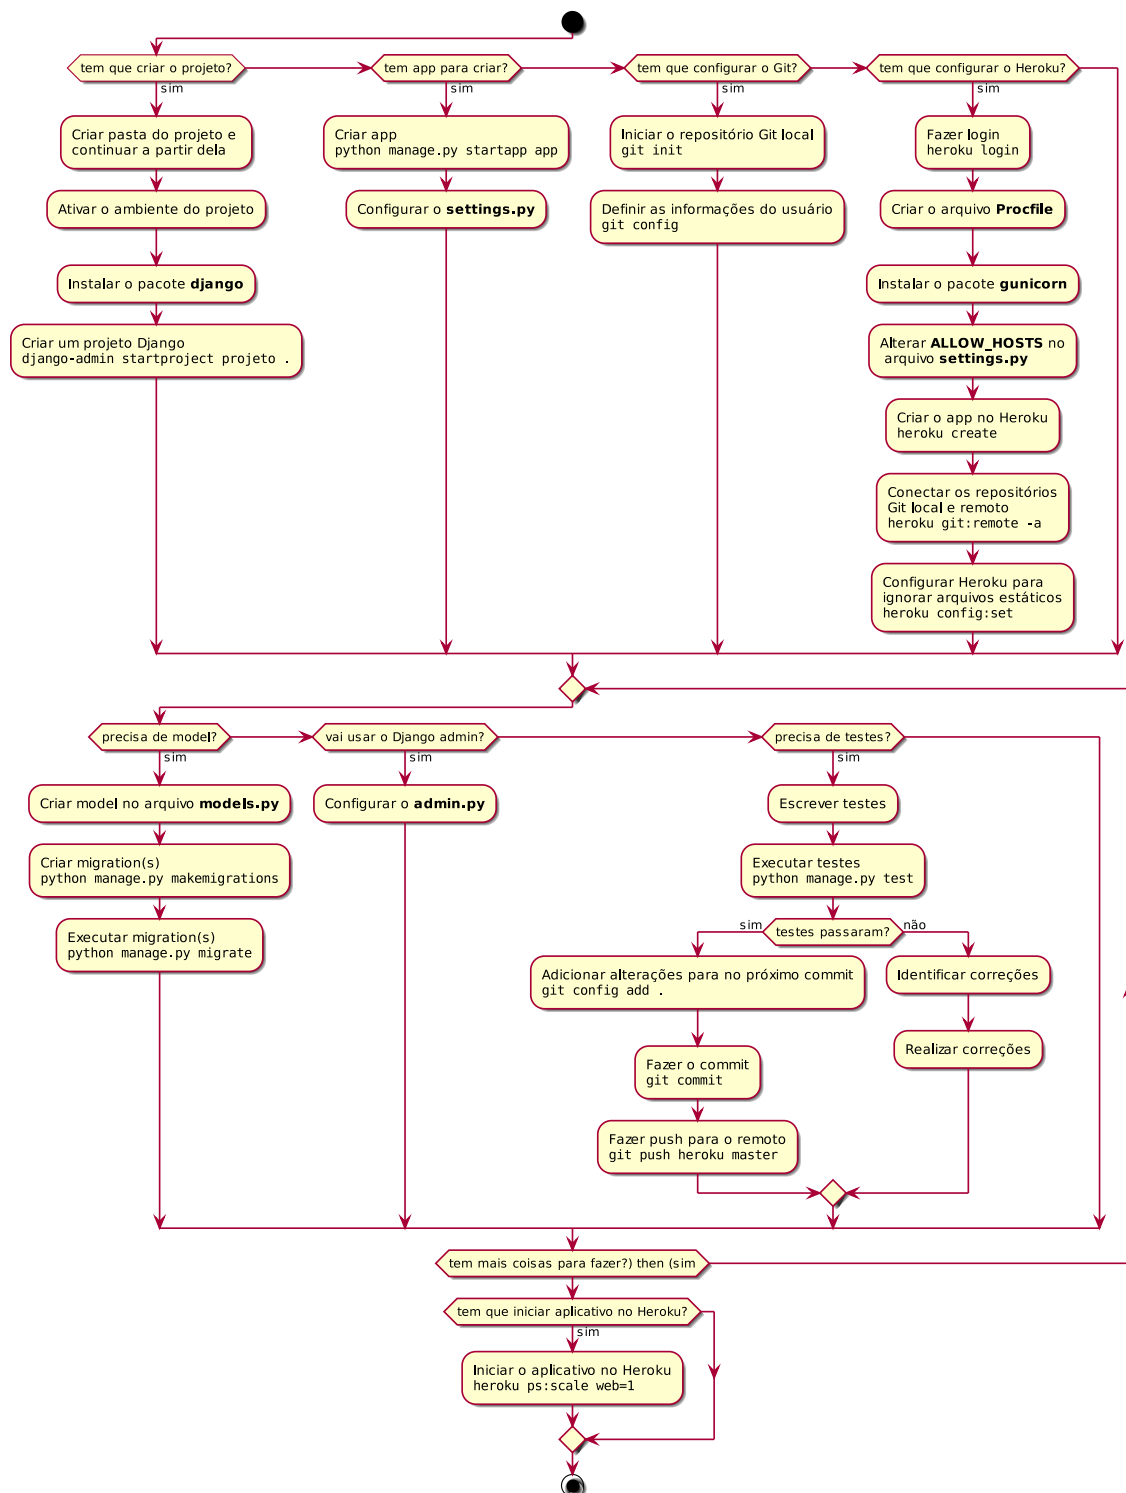 tem que criar o projeto?
sim
Criar pasta do projeto e
continuar a partir dela
Ativar o ambiente do projeto
Instalar o pacote django
Criar um projeto Django
django-admin startproject projeto .
tem app para criar?
sim
Criar app
python manage.py startapp app
Configurar o settings.py
tem que configurar o Git?
sim
Iniciar o repositório Git local
git init
Definir as informações do usuário
git config
tem que configurar o Heroku?
sim
Fazer login
heroku login
Criar o arquivo Procfile
Instalar o pacote gunicorn
Alterar ALLOW_HOSTS no
arquivo settings.py
Criar o app no Heroku
heroku create
Conectar os repositórios
Git local e remoto
heroku git:remote -a
Configurar Heroku para
ignorar arquivos estáticos
heroku config:set
precisa de model?
sim
Criar model no arquivo models.py
Criar migration(s)
python manage.py makemigrations
Executar migration(s)
python manage.py migrate
vai usar o Django admin?
sim
Configurar o admin.py
precisa de testes?
sim
Escrever testes
Executar testes
python manage.py test
testes passaram?
sim
Adicionar alterações para no próximo commit
git config add .
Fazer o commit
git commit
Fazer push para o remoto
git push heroku master
não
Identificar correções
Realizar correções
tem mais coisas para fazer?) then (sim
tem que iniciar aplicativo no Heroku?
sim
Iniciar o aplicativo no Heroku
heroku ps:scale web=1